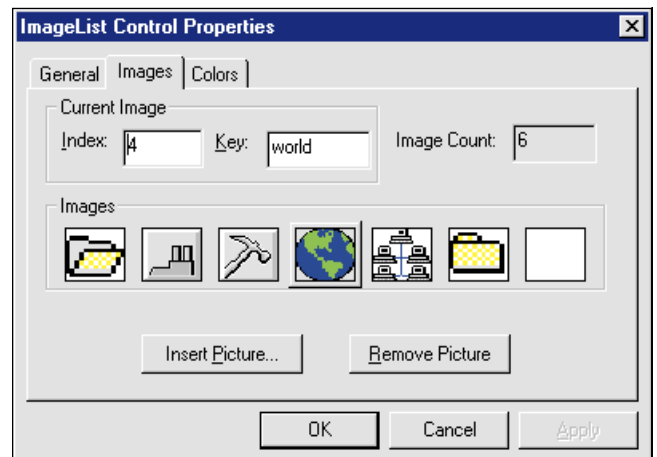 ImageList Control Properties
General Images Colors
Current Image
Index: 4 Key: world Image Count: 6
Images
Insert Picture... Remove Picture
OK Cancel Apply